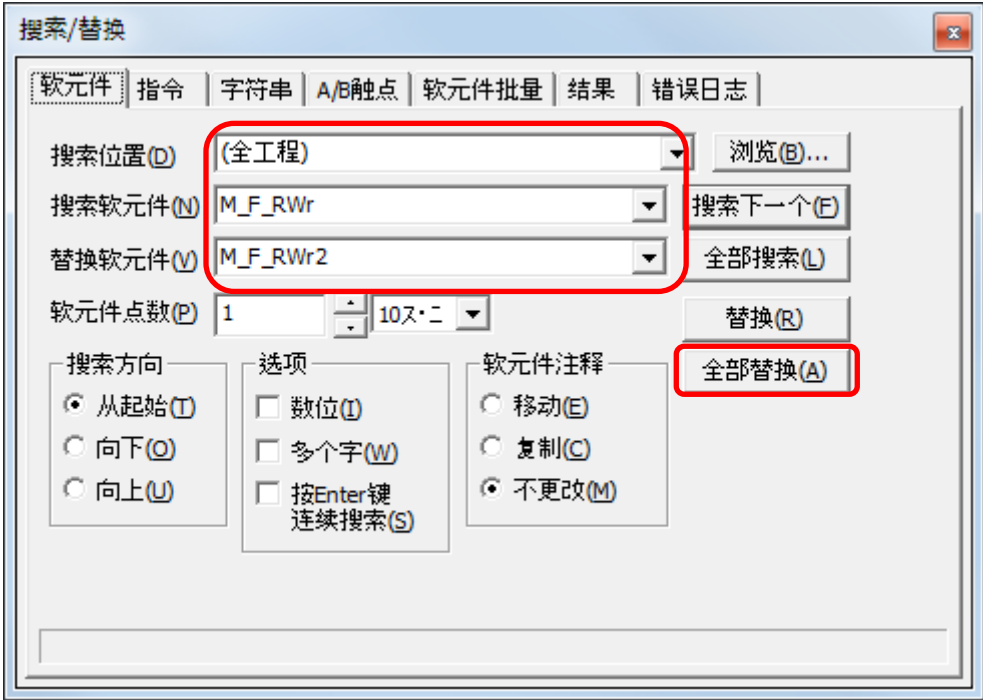 搜索/替换
软元件 指令 字符串 A/B触点 软元件批量 结果 错误日志
搜索位置(D) (全工程) 浏览(B)...
搜索软元件(N) M_F_RWr 搜索下一个(F)
替换软元件(V) M_F_RWr2 全部搜索(L)
软元件点数(P) 1 10ス・ニ 替换(R)
搜索方向 选项 软元件注释 全部替换(A)
从起始(T) 数位(I) 移动(E)
向下(O) 多个字(W) 复制(C)
向上(U) 按Enter键 不更改(M)
连续搜索(S)